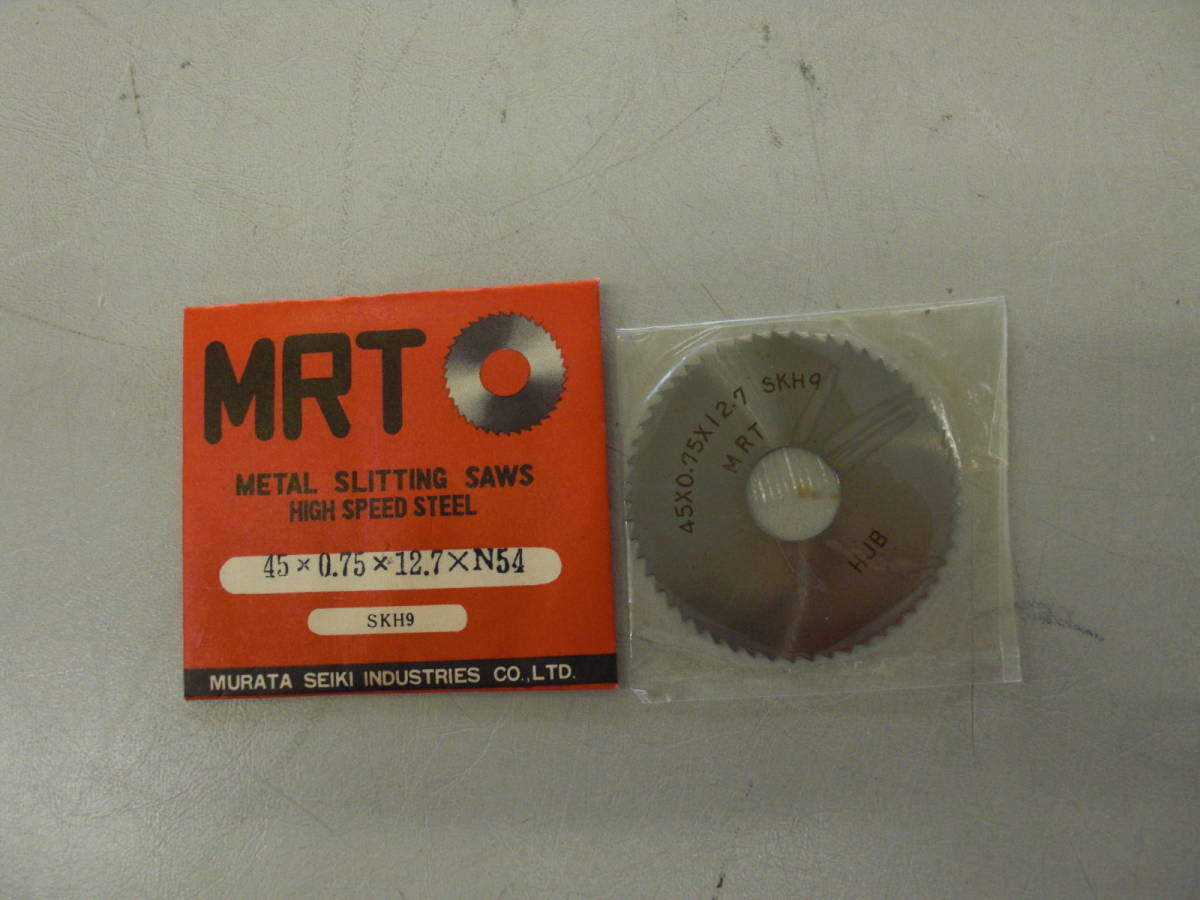 MRT
METAL SLITTING SAWS
HIGH SPEED STEEL
45 × 0.75 × 12.7 × N54
SKH9
MURATA SEIKI INDUSTRIES CO.,LTD.
45X0.75X12.7 SKH9
MRT
HJB